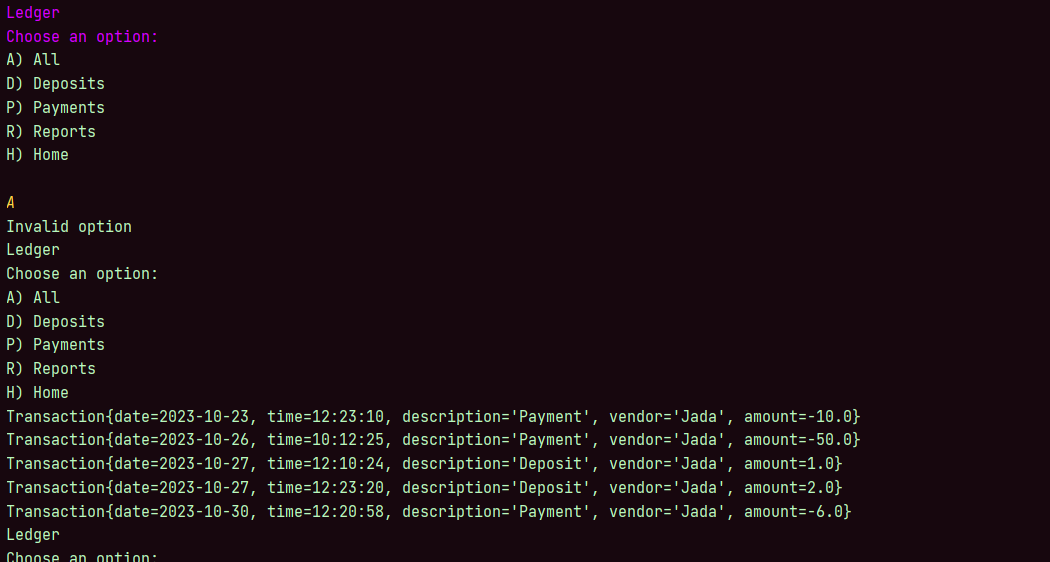 Ledger
Choose an option:
A) All
D) Deposits
P) Payments
R) Reports
H) Home
A
Invalid option
Ledger
Choose an option:
A) All
D) Deposits
P) Payments
R) Reports
H) Home
Transaction{date=2023-10-23, time=12:23:10, description='Payment', vendor='Jada', amount=-10.0}
Transaction{date=2023-10-26, time=10:12:25, description='Payment', vendor='Jada', amount=-50.0}
Transaction{date=2023-10-27, time=12:10:24, description='Deposit', vendor='Jada', amount=1.0}
Transaction{date=2023-10-27, time=12:23:20, description='Deposit', vendor='Jada', amount=2.0}
Transaction{date=2023-10-30, time=12:20:58, description='Payment', vendor='Jada', amount=-6.0}
Ledger
Choose an option: